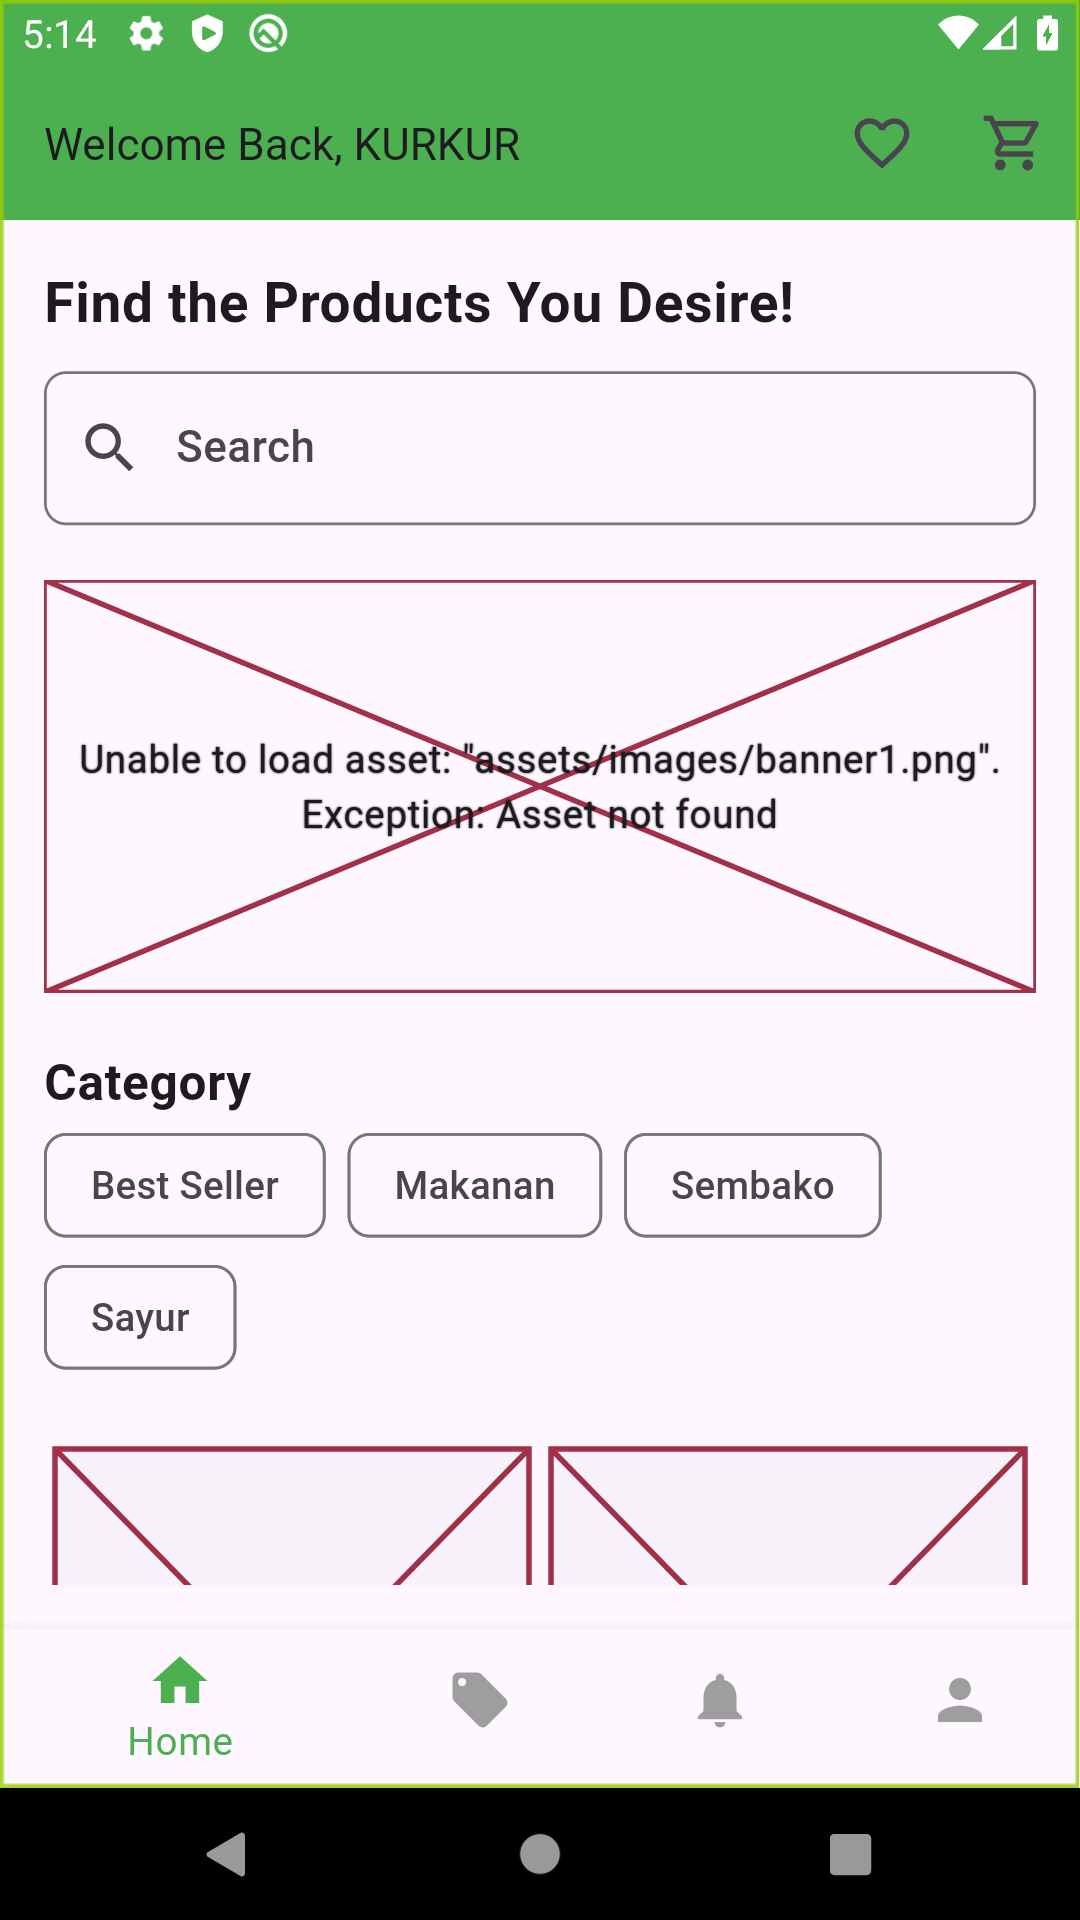 5:14
Welcome Back, KURKUR
Find the Products You Desire!
Search
Unable to load asset: "assets/images/banner1.png".
Exception: Asset not found
Category
Best Seller
Makanan
Sembako
Sayur
Home